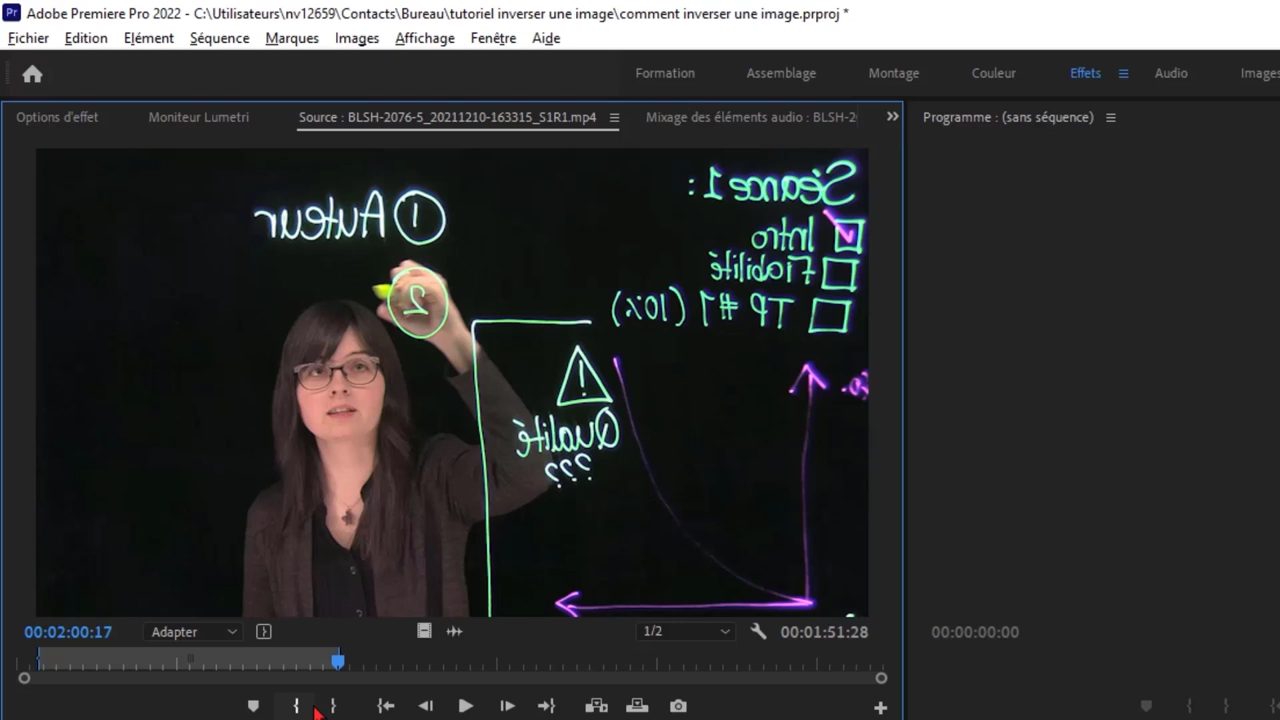 Adobe Premiere Pro 2022 - C:\Utilisateurs\nv12659\Contacts\Bureau\tutoriel inverser une image\comment inverser une image.prproj *
Fichier Edition Elément Séquence Marques Images Affichage Fenêtre Aide
Formation Assemblage Montage Couleur Effets Audio Images
Options d'effet Moniteur Lumetri Source : BLSH-2076-5_20211210-163315_S1R1.mp4 Mixage des éléments audio : BLSH-2 Programme : (sans séquence)
Séance 1 :
Intro
Fiabilité
TP #1 (10%)
1 Auteur
2
!
Qualité
???
00:02:00:17 Adapter 1/2 00:01:51:28 00:00:00:00